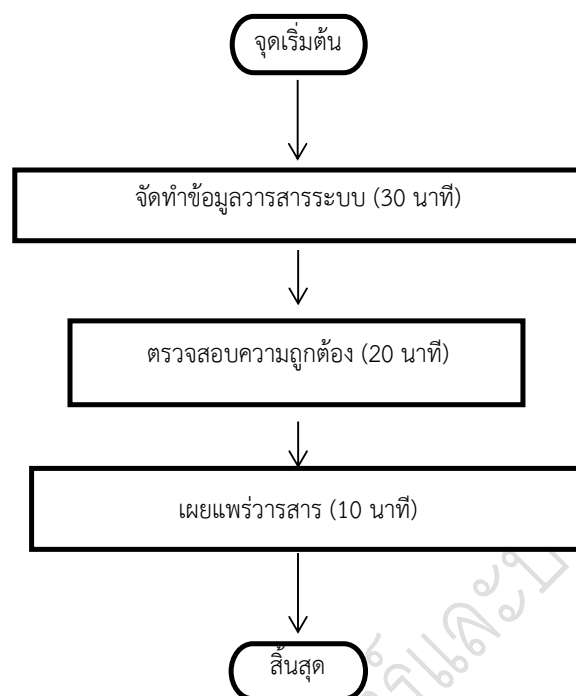 จุดเริ่มต้น
จัดทำข้อมูลวารสารระบบ (30 นาที)
ตรวจสอบความถูกต้อง (20 นาที)
เผยแพร่วารสาร (10 นาที)
สิ้นสุด